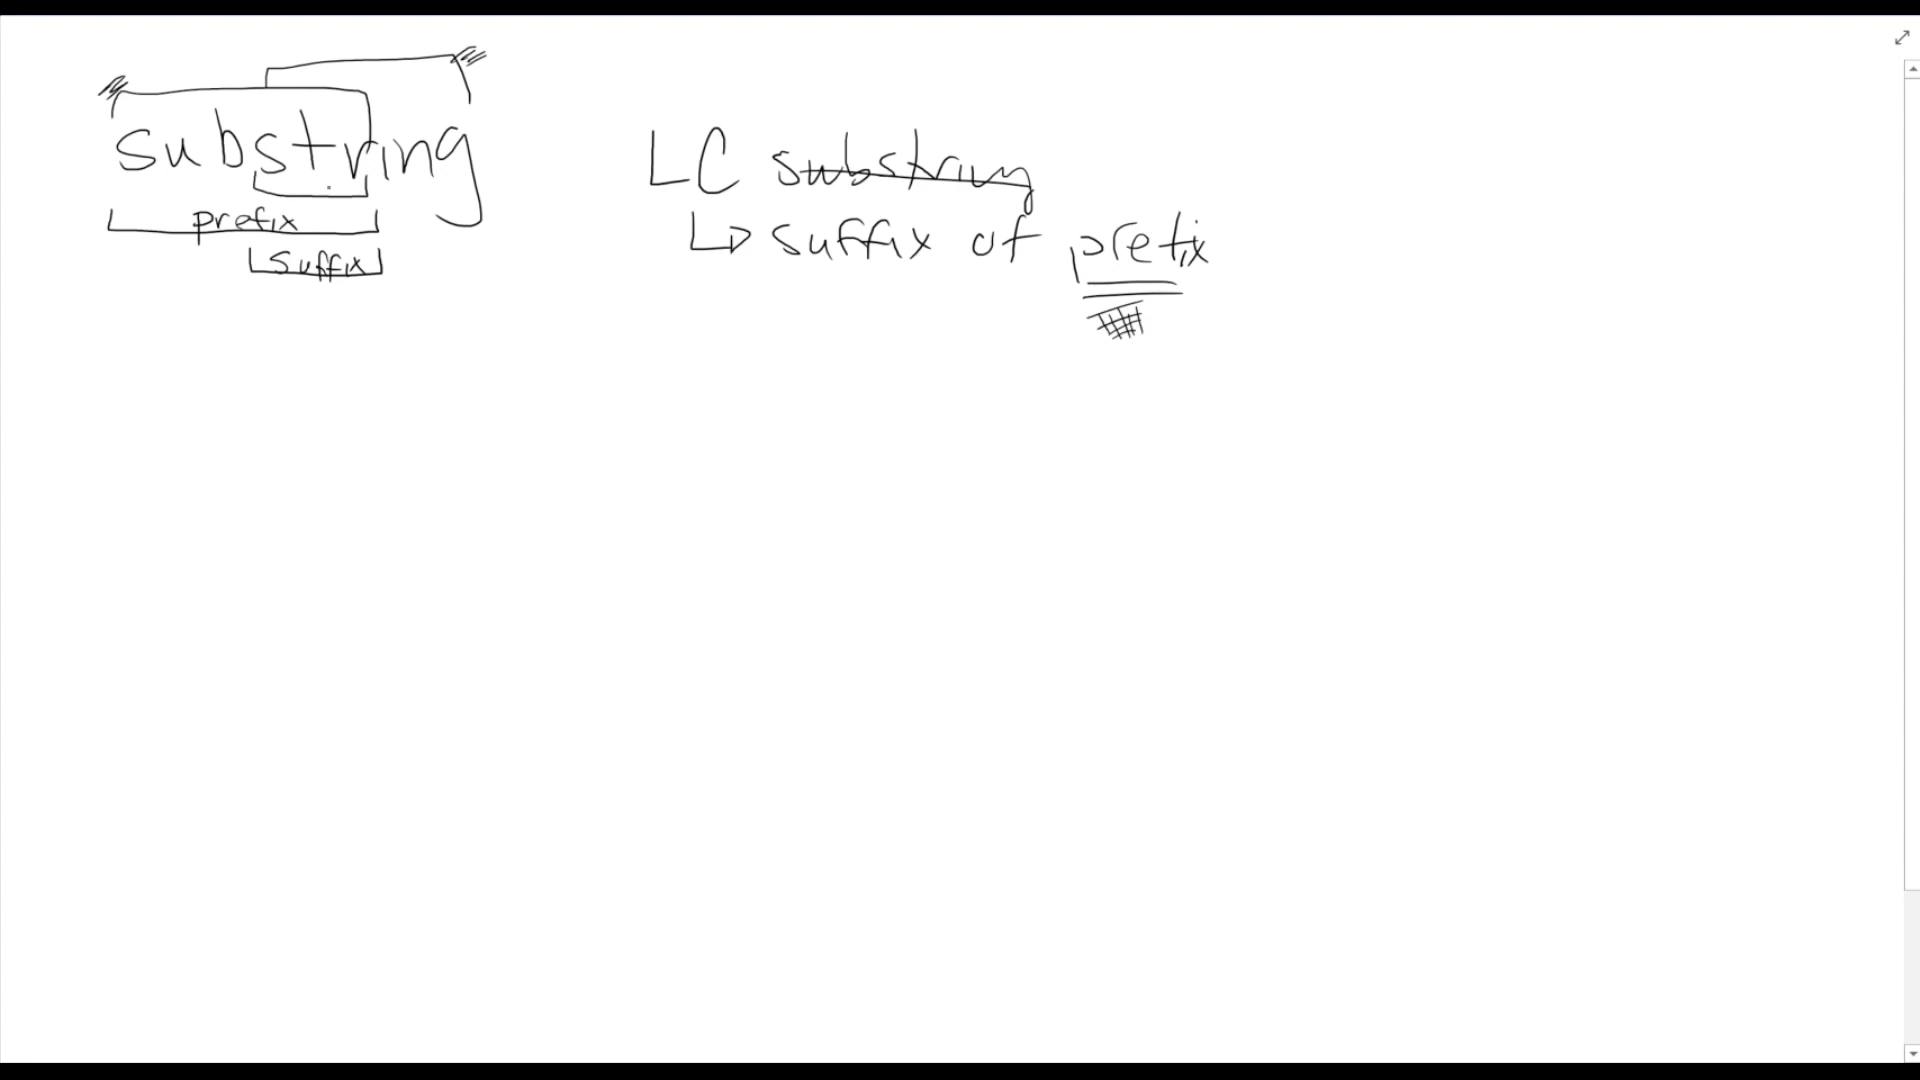 substring
prefix
suffix
LC substring
↳ suffix of prefix